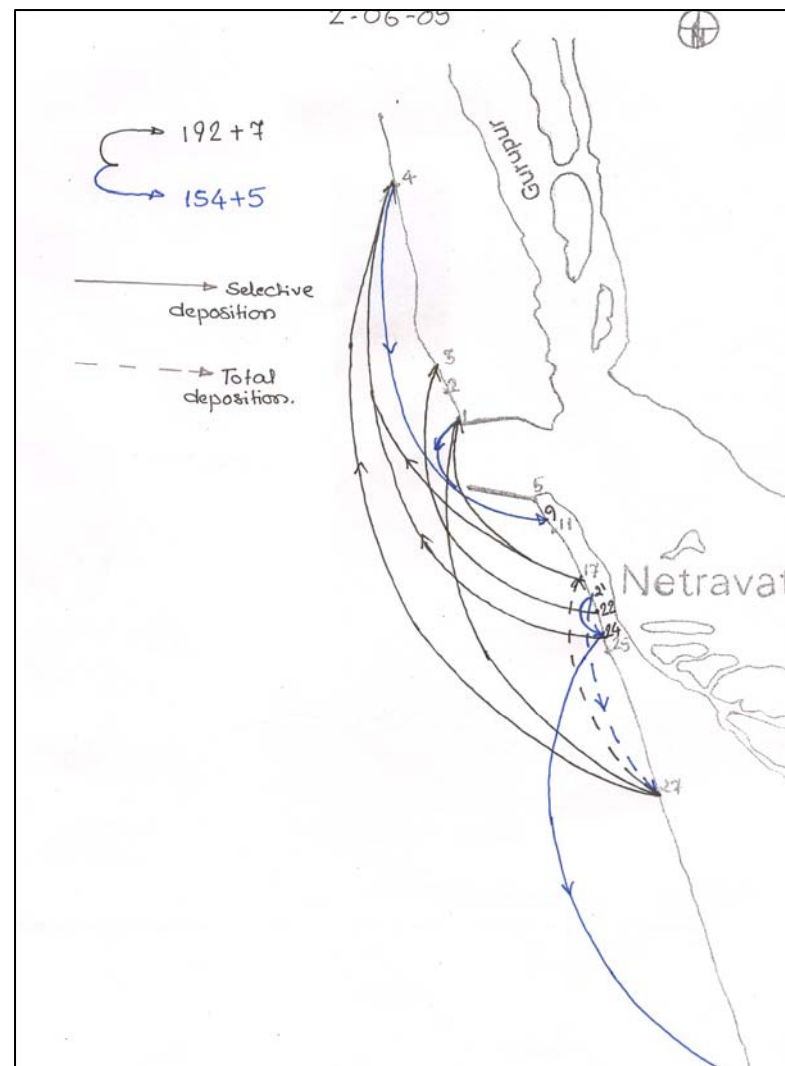 2-06-05
N
192+7
154+5
Selective
deposition
Total
deposition.
Gurupur
4
3
2
1
5
9
11
17
Netravat
21
22
24
25
27